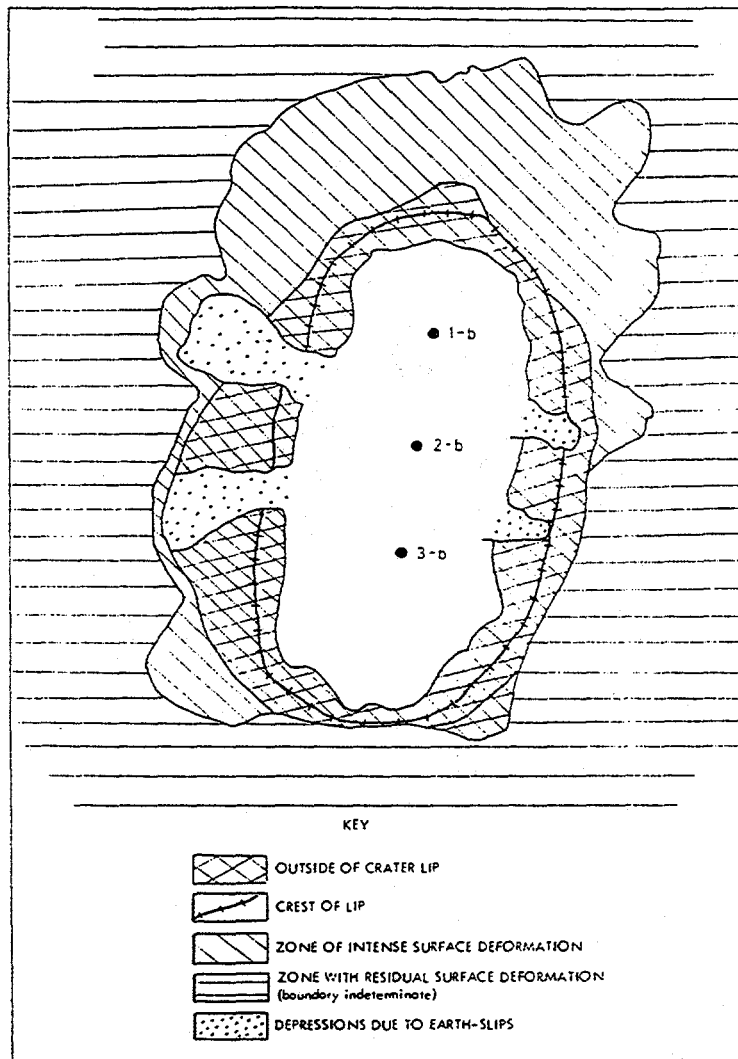 1-b
2-b
3-b
KEY
OUTSIDE OF CRATER LIP
CREST OF LIP
ZONE OF INTENSE SURFACE DEFORMATION
ZONE WITH RESIDUAL SURFACE DEFORMATION
(boundary indeterminate)
DEPRESSIONS DUE TO EARTH-SLIPS